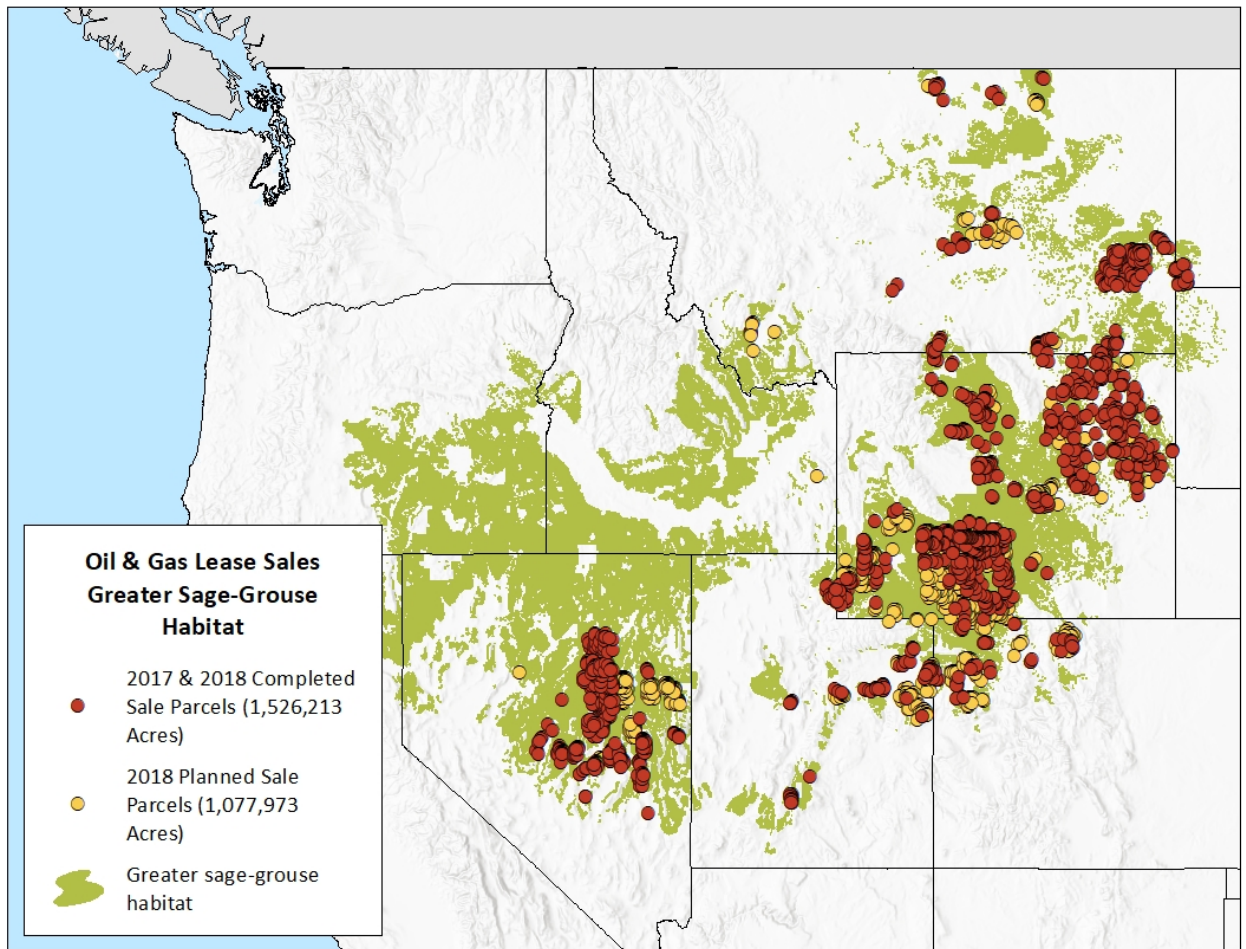 Oil & Gas Lease Sales
Greater Sage-Grouse
Habitat
2017 & 2018 Completed
Sale Parcels (1,526,213
Acres)
2018 Planned Sale
Parcels (1,077,973
Acres)
Greater sage-grouse
habitat